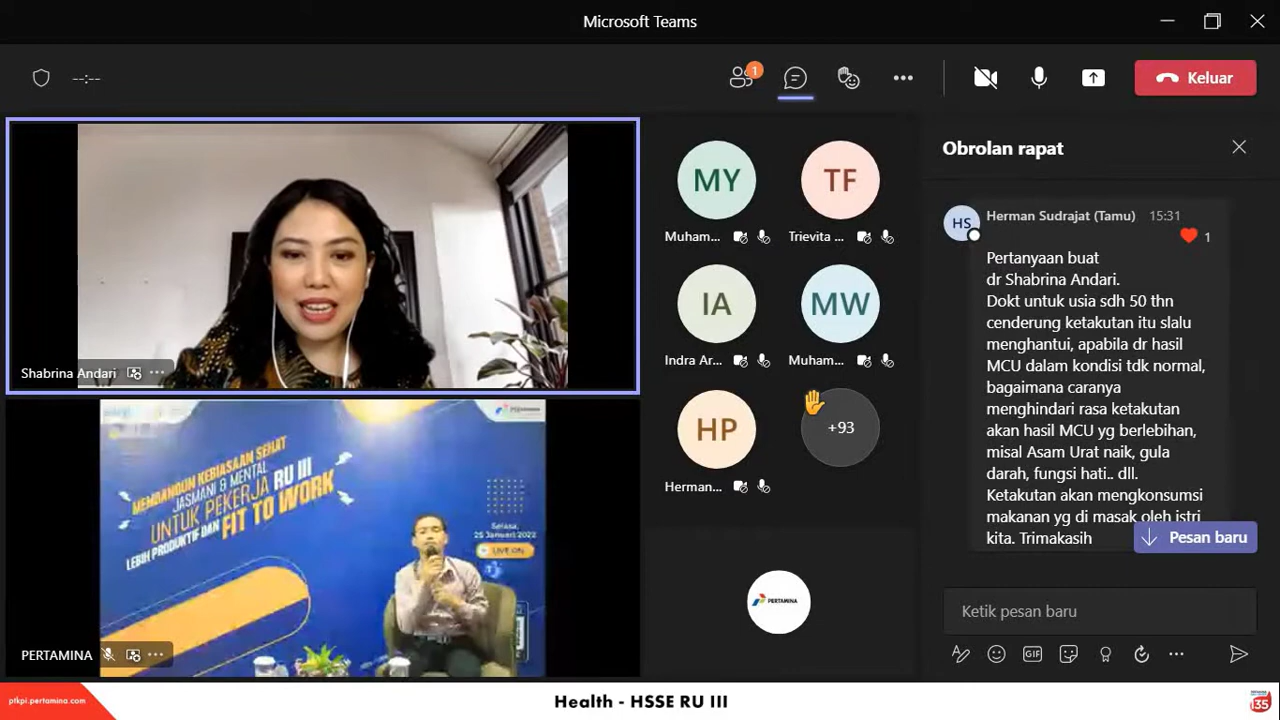 Microsoft Teams
--:--
1
Keluar
Shabrina Andari
MEMBANGUN KEBIASAAN SEHAT
JASMANI & MENTAL
UNTUK PEKERJA RU III
LEBIH PRODUKTIF DAN FIT TO WORK
PERTAMINA
Selasa,
25 Januari 2022
LIVE ON
PERTAMINA
MY
Muham...
TF
Trievita ...
IA
Indra Ar...
MW
Muham...
HP
Herman...
+93
PERTAMINA
Obrolan rapat
HS
Herman Sudrajat (Tamu) 15:31
1
Pertanyaan buat
dr Shabrina Andari.
Dokt untuk usia sdh 50 thn
cenderung ketakutan itu slalu
menghantui, apabila dr hasil
MCU dalam kondisi tdk normal,
bagaimana caranya
menghindari rasa ketakutan
akan hasil MCU yg berlebihan,
misal Asam Urat naik, gula
darah, fungsi hati.. dll.
Ketakutan akan mengkonsumsi
makanan yg di masak oleh istri
kita. Trimakasih
Pesan baru
Ketik pesan baru
GIF
ptkpi.pertamina.com
Health - HSSE RU III
135